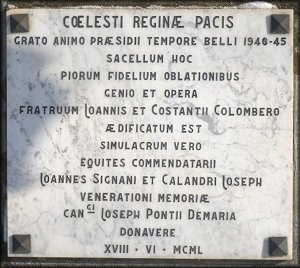 CŒLESTI REGINÆ PACIS
GRATO ANIMO PRÆSIDII TEMPORE BELLI 1940-45
SACELLUM HOC
PIORUM FIDELIUM OBLATIONIBUS
GENIO ET OPERA
FRATRUUM IOANNIS ET COSTANTII COLOMBERO
ÆDIFICATUM EST
SIMULACRUM VERO
EQUITES COMMENDATARII
IOANNES SIGNANI ET CALANDRI IOSEPH
VENERATIONI MEMORIÆ
CAN.CI IOSEPH PONTII DEMARIA
DONAVERE
XVIII · VI · MCML